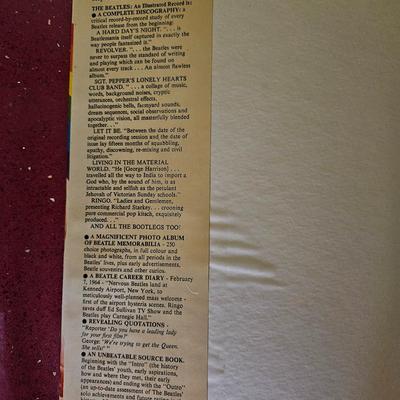 THE BEATLES: An Illustrated Record is:
● A COMPLETE DISCOGRAPHY: a
critical record-by-record study of every
Beatles release from the beginning:
A HARD DAY'S NIGHT. ". . . is
Beatlemania itself captured in exactly the
way people fantasized it."
REVOLVER. ". . . the Beatles were
never to surpass the standard of writing
and playing which can be found on
almost every track . . . An almost flawless
album."
SGT. PEPPER'S LONELY HEARTS
CLUB BAND. ". . . a collage of music,
words, background noises, cryptic
utterances, orchestral effects,
hallucinogenic bells, farmyard sounds,
dream sequences, social observations and
apocalyptic vision, all masterfully blended
together. . ."
LET IT BE. "Between the date of the
original recording session and the date of
issue lay fifteen months of squabbling,
apathy, discowning, re-mixing and civil
litigation."
LIVING IN THE MATERIAL
WORLD. "He [George Harrison] . . .
travelled all the way to India to import a
God who, by the sound of him, is as
intractable and selfish as the petulant
Jehovah of Victorian Sunday schools."
RINGO. "Ladies and Gentlemen,
presenting Richard Starkey. . . crooning
pure commercial pop kitsch, exquisitely
produced. . ."
AND ALL THE BOOTLEGS TOO!
● A MAGNIFICENT PHOTO ALBUM
OF BEATLE MEMORABILIA - 250
choice photographs, in full colour and
black and white, from all periods in the
Beatles' lives, plus early advertisements,
Beatle souvenirs and other curios.
● A BEATLE CAREER DIARY - February
7, 1964 - "Nervous Beatles land at
Kennedy Airport, New York, to
meticulously well-planned mass welcome -
first of the airport hysteria scenes. Ringo
saves duff Ed Sullivan TV Show and the
Beatles play Carnegie Hall."
● REVEALING QUOTATIONS -
"Reporter 'Do you have a leading lady
for your first film?'
George: 'We're trying to get the Queen.
She sells!' "
● AN UNBEATABLE SOURCE BOOK.
Beginning with the "Intro" (the history
of the Beatles' youth, early aspirations,
how and where they met, their early
appearances) and ending with the "Outro"
(an up-to-date assessment of The Beatles'
solo achievements and future